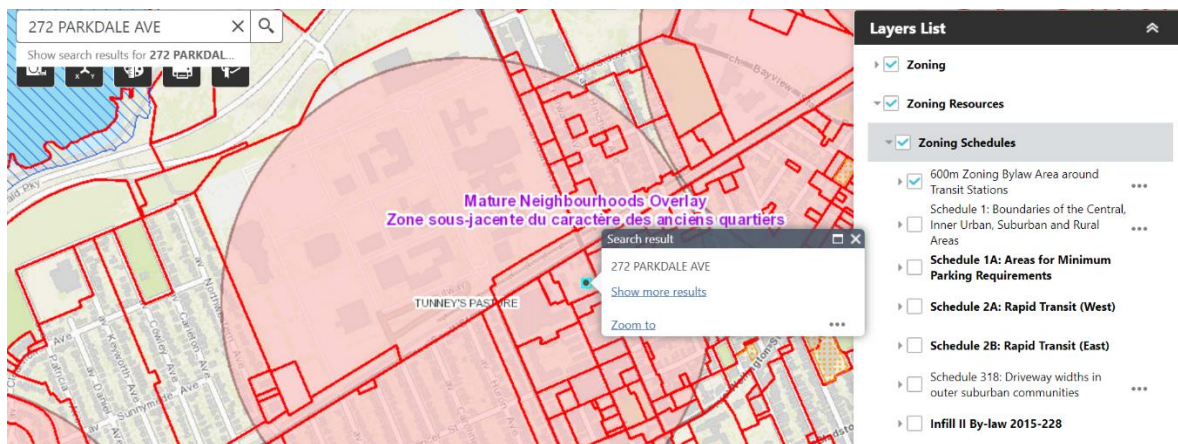 272 PARKDALE AVE
Show search results for 272 PARKDAL...
Mature Neighbourhoods Overlay
Zone sous-jacente du caractère des anciens quartiers
TUNNEY'S PASTURE
Search result
272 PARKDALE AVE
Show more results
Zoom to
Layers List
Zoning
Zoning Resources
Zoning Schedules
600m Zoning Bylaw Area around
Transit Stations
Schedule 1: Boundaries of the Central,
Inner Urban, Suburban and Rural
Areas
Schedule 1A: Areas for Minimum
Parking Requirements
Schedule 2A: Rapid Transit (West)
Schedule 2B: Rapid Transit (East)
Schedule 318: Driveway widths in
outer suburban communities
Infill II By-law 2015-228